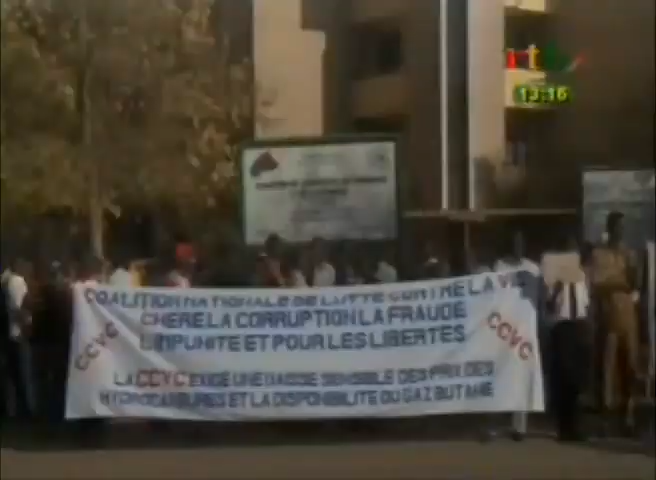 rtb
13:16
COALITION NATIONALE DE LUTTE CONTRE LA VIE
CHERE LA CORRUPTION LA FRAUDE
L'IMPUNITE ET POUR LES LIBERTES
CCVC
CCVC
LA CCVC EXIGE UNE BAISSE SENSIBLE DES PRIX DES
HYDROCARBURES ET LA DISPONIBILITE DU GAZ BUTANE